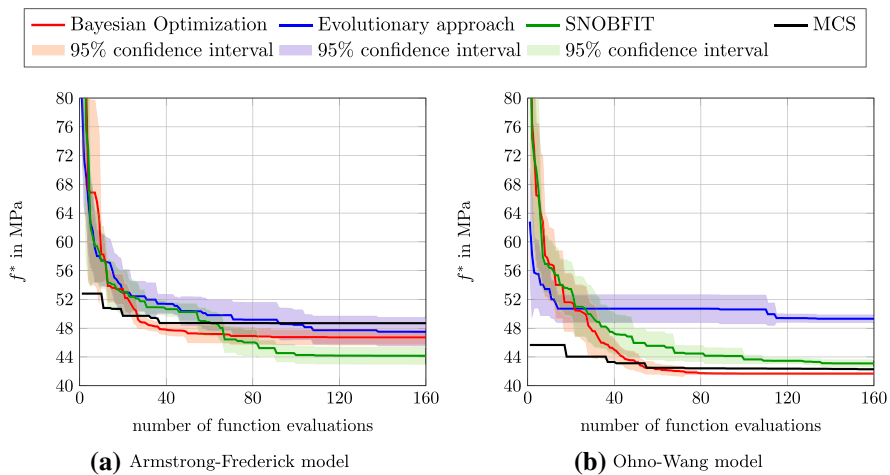 Bayesian Optimization Evolutionary approach SNOBFIT MCS
95% confidence interval 95% confidence interval 95% confidence interval
80
76
72
68
64
60
56
52
48
44
40
0 40 80 120 160
f* in MPa
number of function evaluations
(a) Armstrong-Frederick model
80
76
72
68
64
60
56
52
48
44
40
0 40 80 120 160
f* in MPa
number of function evaluations
(b) Ohno-Wang model